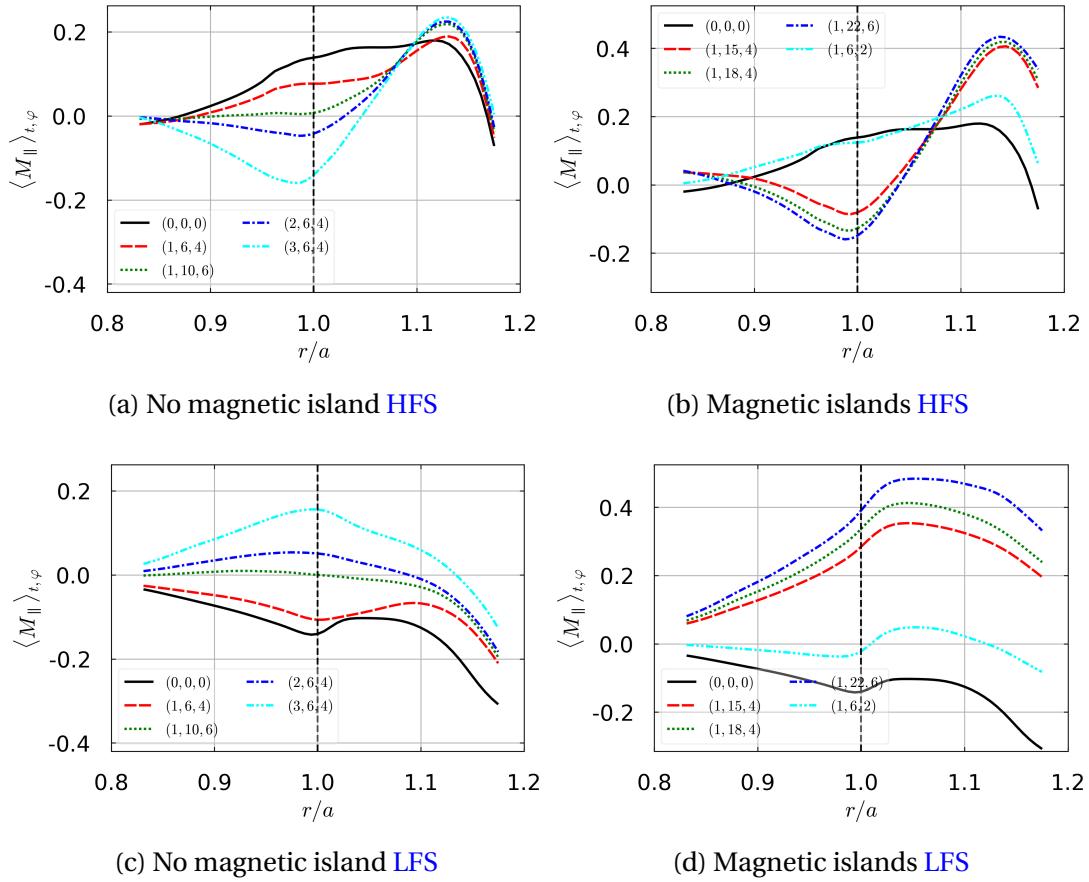 0.2
0.0
-0.2
-0.4
⟨M∥⟩t,φ
(0, 0, 0)
(1, 6, 4)
(1, 10, 6)
(2, 6, 4)
(3, 6, 4)
0.8 0.9 1.0 1.1 1.2
r/a
(a) No magnetic island HFS
0.4
0.2
0.0
-0.2
⟨M∥⟩t,φ
(0, 0, 0)
(1, 15, 4)
(1, 18, 4)
(1, 22, 6)
(1, 6, 2)
0.8 0.9 1.0 1.1 1.2
r/a
(b) Magnetic islands HFS
0.2
0.0
-0.2
-0.4
⟨M∥⟩t,φ
(0, 0, 0)
(1, 6, 4)
(1, 10, 6)
(2, 6, 4)
(3, 6, 4)
0.8 0.9 1.0 1.1 1.2
r/a
(c) No magnetic island LFS
0.4
0.2
0.0
-0.2
⟨M∥⟩t,φ
(0, 0, 0)
(1, 15, 4)
(1, 18, 4)
(1, 22, 6)
(1, 6, 2)
0.8 0.9 1.0 1.1 1.2
r/a
(d) Magnetic islands LFS